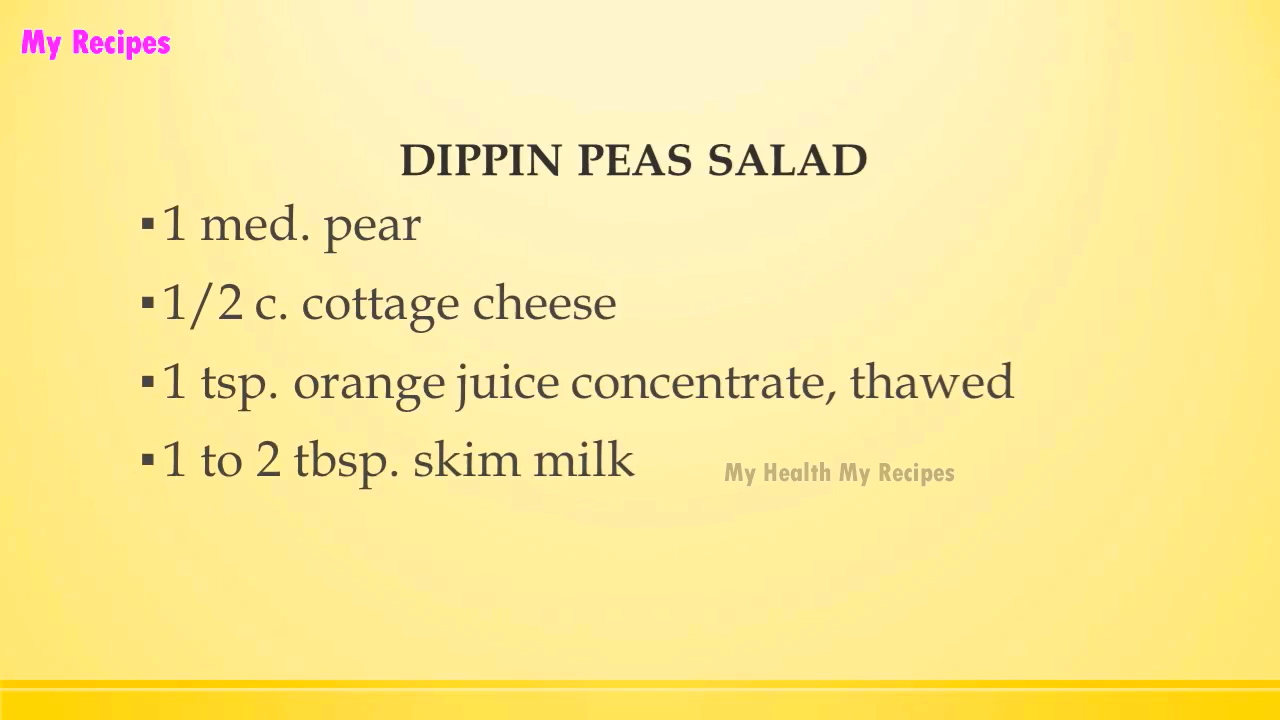 My Recipes
DIPPIN PEAS SALAD
▪1 med. pear
▪1/2 c. cottage cheese
▪1 tsp. orange juice concentrate, thawed
▪1 to 2 tbsp. skim milk
My Health My Recipes